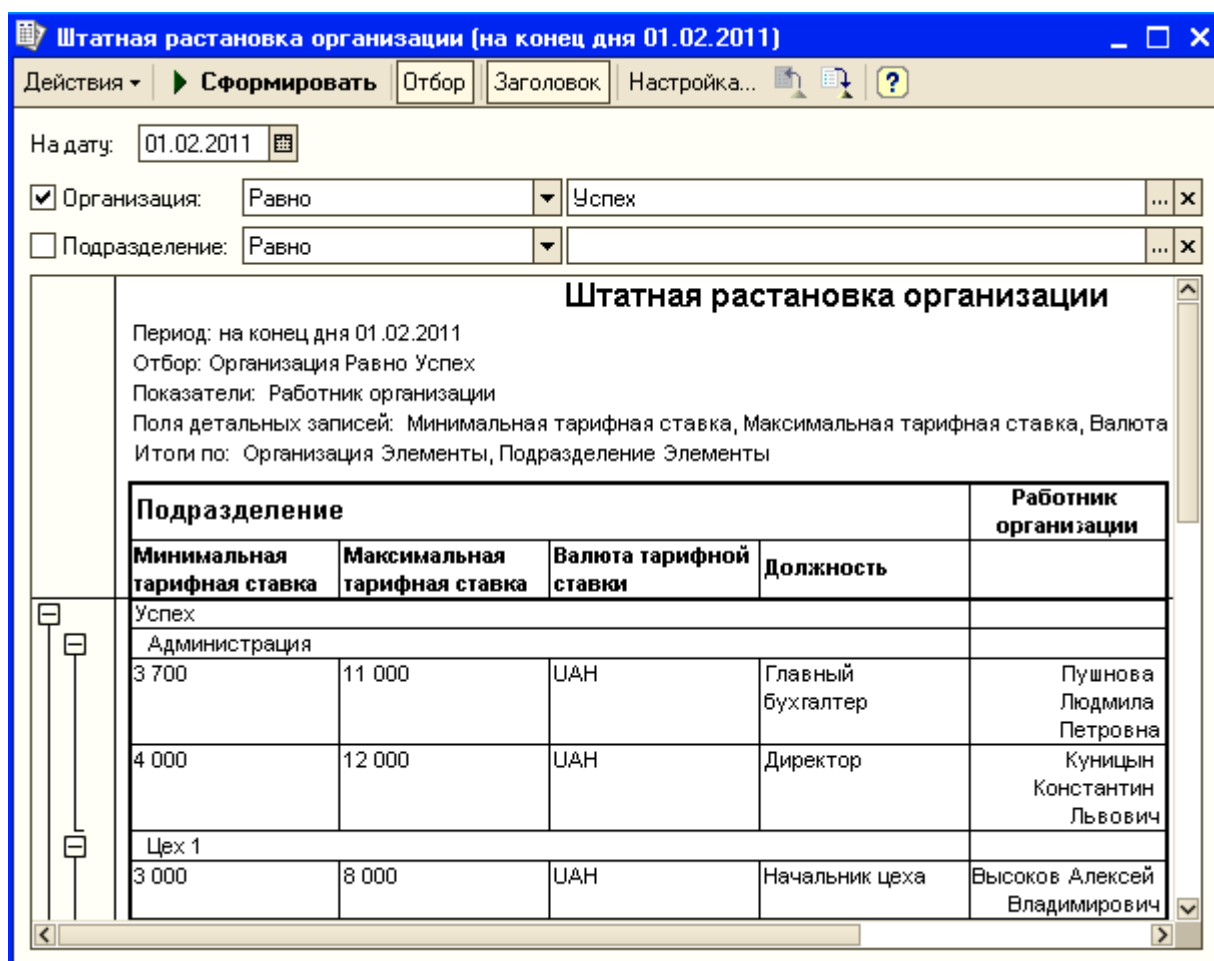 Штатная растановка организации (на конец дня 01.02.2011)
Действия Сформировать Отбор Заголовок Настройка... ?
На дату: 01.02.2011
Организация: Равно Успех ... x
Подразделение: Равно ... x
Штатная растановка организации
Период: на конец дня 01.02.2011
Отбор: Организация Равно Успех
Показатели: Работник организации
Поля детальных записей: Минимальная тарифная ставка, Максимальная тарифная ставка, Валюта
Итоги по: Организация Элементы, Подразделение Элементы
Подразделение Работник
организации
Минимальная Максимальная Валюта тарифной Должность
тарифная ставка тарифная ставка ставки
Успех
Администрация
3 700 11 000 UAH Главный Пушнова
бухгалтер Людмила
Петровна
4 000 12 000 UAH Директор Куницын
Константин
Львович
Цех 1
3 000 8 000 UAH Начальник цеха Высоков Алексей
Владимирович